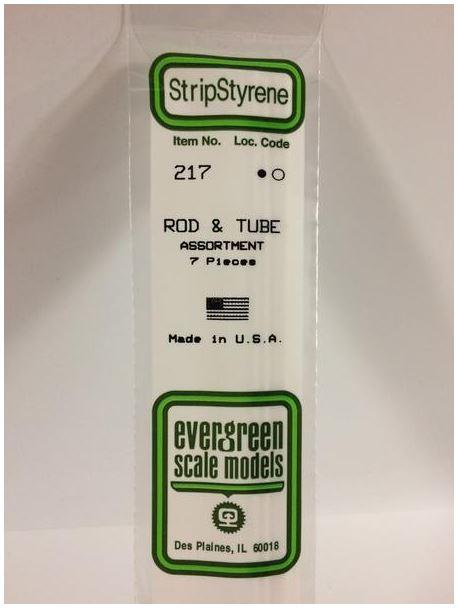 StripStyrene
Item No. Loc. Code
217
ROD & TUBE
ASSORTMENT
7 Pieces
Made in U.S.A.
evergreen
scale models
Des Plaines, IL 60018